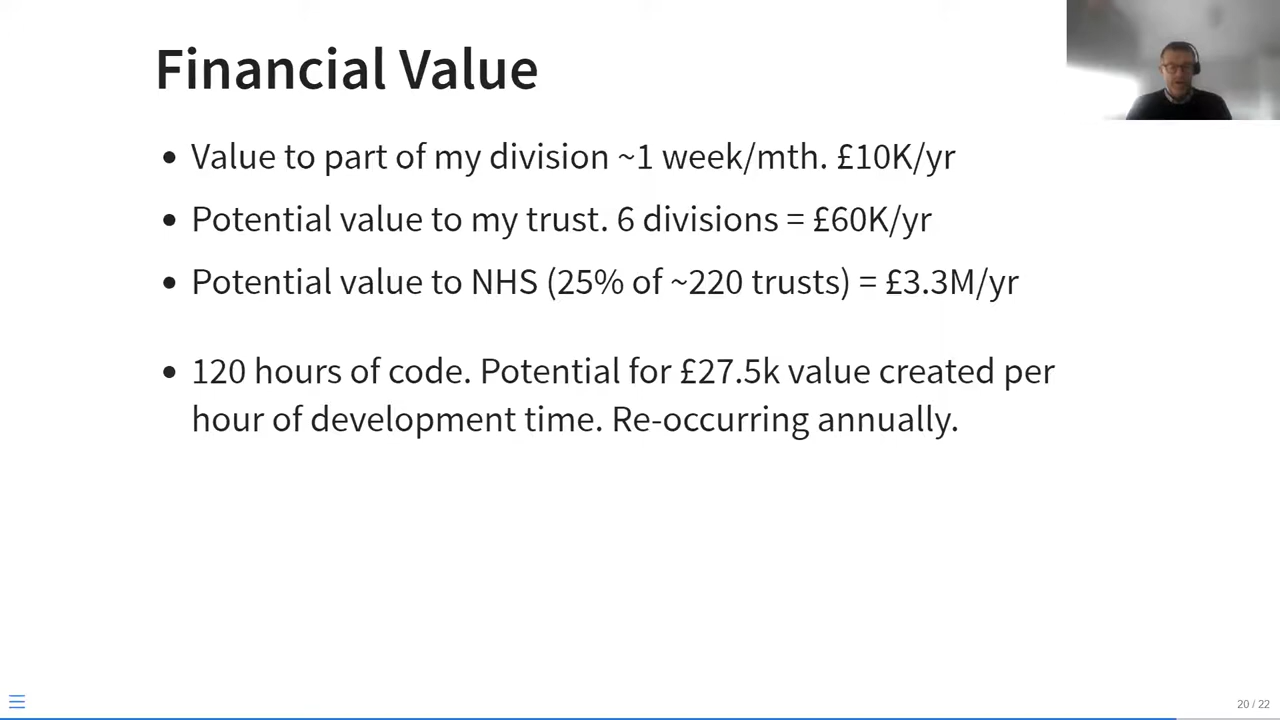 Financial Value
• Value to part of my division ~1 week/mth. £10K/yr
• Potential value to my trust. 6 divisions = £60K/yr
• Potential value to NHS (25% of ~220 trusts) = £3.3M/yr
• 120 hours of code. Potential for £27.5k value created per
hour of development time. Re-occurring annually.
20 / 22